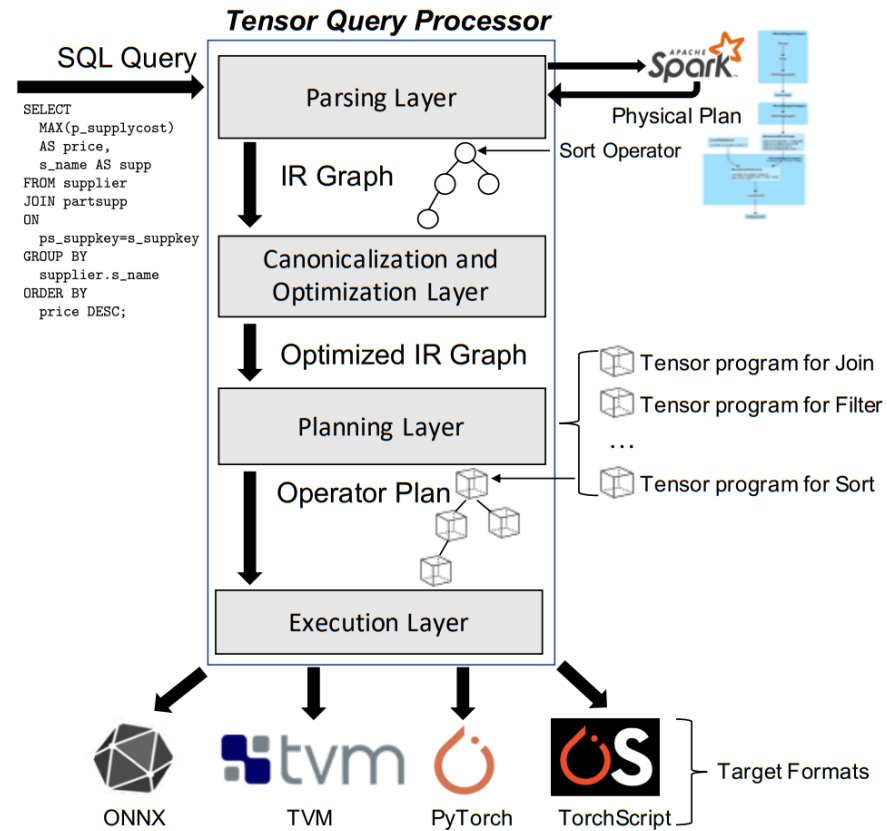 Tensor Query Processor
SQL Query
SELECT
MAX(p_supplycost)
AS price,
s_name AS supp
FROM supplier
JOIN partsupp
ON
ps_suppkey=s_suppkey
GROUP BY
supplier.s_name
ORDER BY
price DESC;
Parsing Layer
APACHE
Spark
Physical Plan
IR Graph
Sort Operator
Canonicalization and
Optimization Layer
Optimized IR Graph
Planning Layer
Tensor program for Join
Tensor program for Filter
...
Tensor program for Sort
Operator Plan
Execution Layer
tvm
S
ONNX
TVM
PyTorch
TorchScript
Target Formats